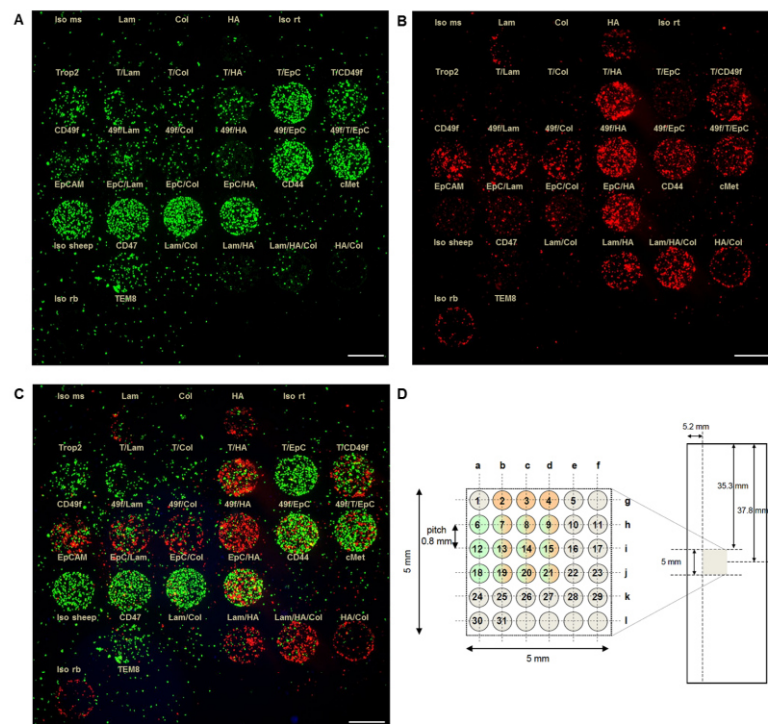 A
Iso ms Lam Col HA Iso rt
Trop2 T/Lam T/Col T/HA T/EpC T/CD49f
CD49f 49f/Lam 49f/Col 49f/HA 49f/EpC 49f/T/EpC
EpCAM EpC/Lam EpC/Col EpC/HA CD44 cMet
Iso sheep CD47 Lam/Col Lam/HA Lam/HA/Col HA/Col
Iso rb TEM8
B
Iso ms Lam Col HA Iso rt
Trop2 T/Lam T/Col T/HA T/EpC T/CD49f
CD49f 49f/Lam 49f/Col 49f/HA 49f/EpC 49f/T/EpC
EpCAM EpC/Lam EpC/Col EpC/HA CD44 cMet
Iso sheep CD47 Lam/Col Lam/HA Lam/HA/Col HA/Col
Iso rb TEM8
C
Iso ms Lam Col HA Iso rt
Trop2 T/Lam T/Col T/HA T/EpC T/CD49f
CD49f 49f/Lam 49f/Col 49f/HA 49f/EpC 49f/T/EpC
EpCAM EpC/Lam EpC/Col EpC/HA CD44 cMet
Iso sheep CD47 Lam/Col Lam/HA Lam/HA/Col HA/Col
Iso rb TEM8
D
5.2 mm
35.3 mm
37.8 mm
a b c d e f
1 2 3 4 5 g
6 7 8 9 10 11 h
12 13 14 15 16 17 i
18 19 20 21 22 23 j
24 25 26 27 28 29 k
30 31 l
pitch
0.8 mm
5 mm
5 mm
5 mm